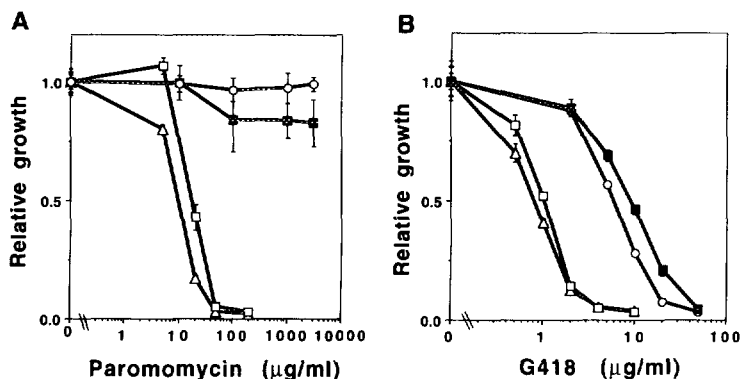 A
B
Relative growth
1.0
0.5
0.0
0
1
10
100
1000
10000
Paromomycin (μg/ml)
Relative growth
1.0
0.5
0.0
0
1
10
100
G418 (μg/ml)